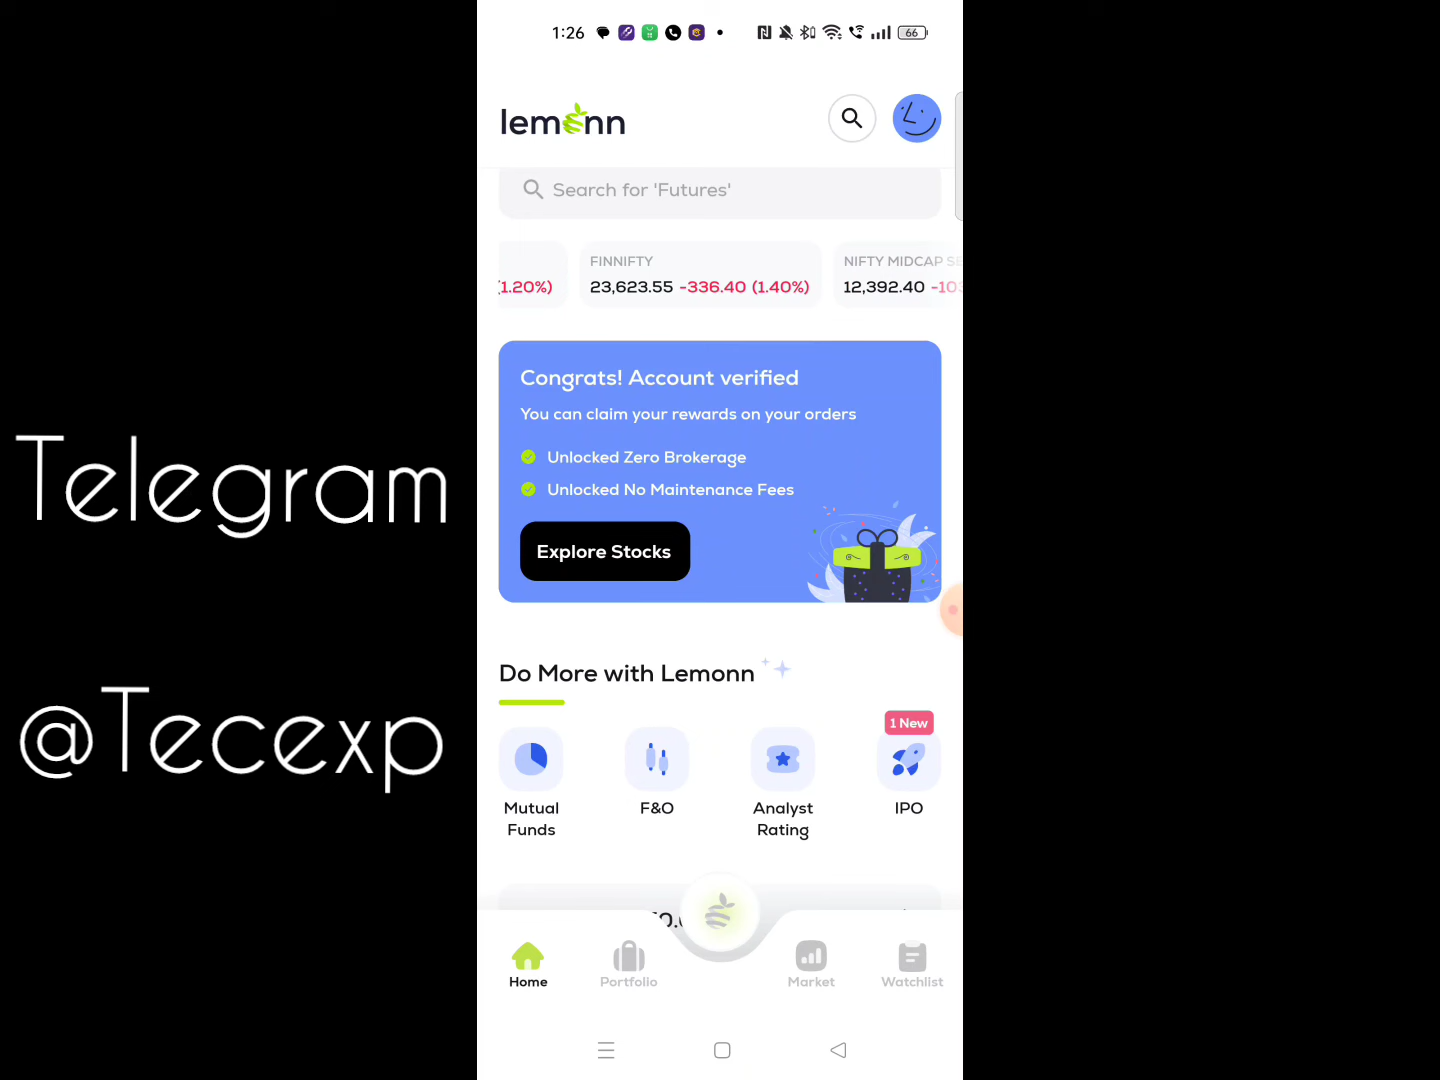 1:26
66
lemonn
Search for 'Futures'
(1.20%)
FINNIFTY
23,623.55 -336.40 (1.40%)
NIFTY MIDCAP SE
12,392.40 -103
Congrats! Account verified
You can claim your rewards on your orders
Unlocked Zero Brokerage
Unlocked No Maintenance Fees
Explore Stocks
Telegram
@Tecexp
Do More with Lemonn
1 New
Mutual
Funds
F&O
Analyst
Rating
IPO
Home
Portfolio
Market
Watchlist